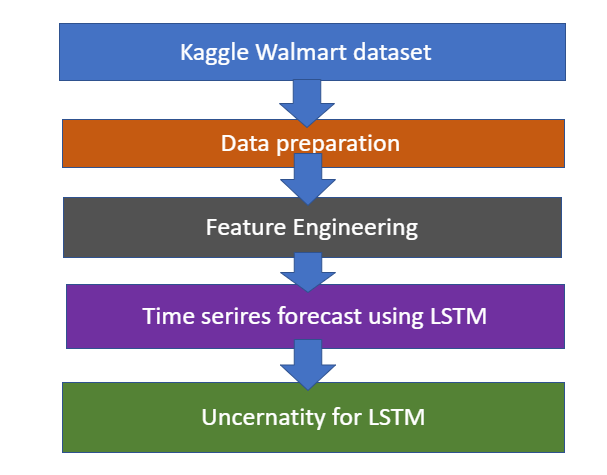 Kaggle Walmart dataset
Data preparation
Feature Engineering
Time serires forecast using LSTM
Uncernatity for LSTM